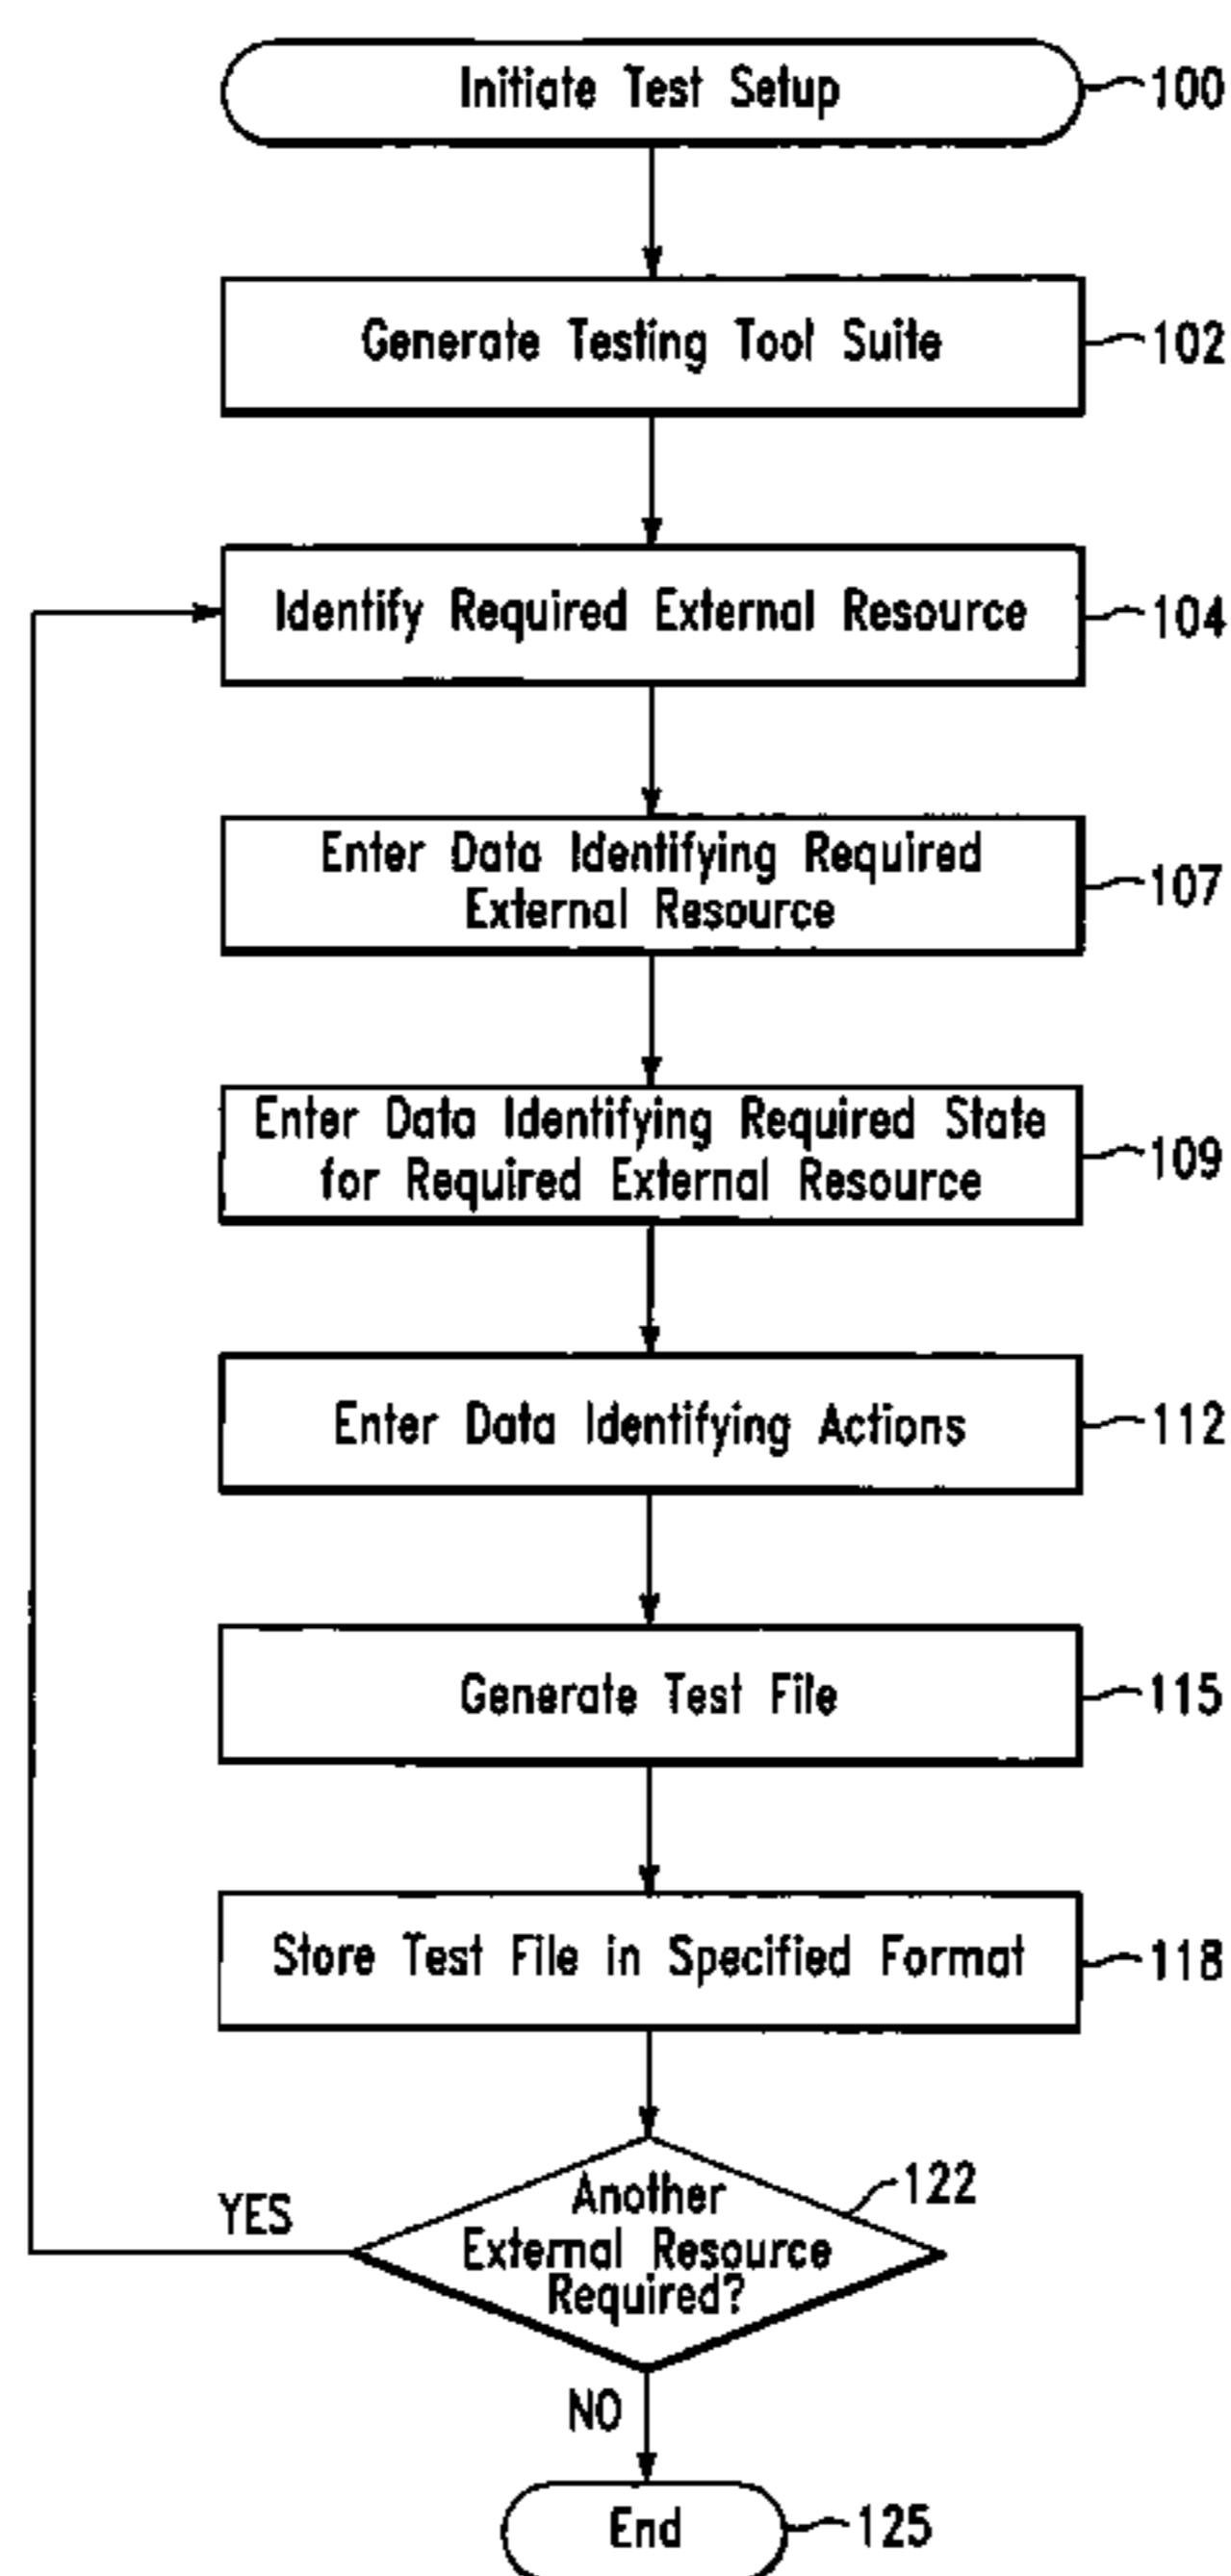 Initiate Test Setup
100
Generate Testing Tool Suite
102
Identify Required External Resource
104
Enter Data Identifying Required
External Resource
107
Enter Data Identifying Required State
for Required External Resource
109
Enter Data Identifying Actions
112
Generate Test File
115
Store Test File in Specified Format
118
Another
External Resource
Required?
122
YES
NO
End
125